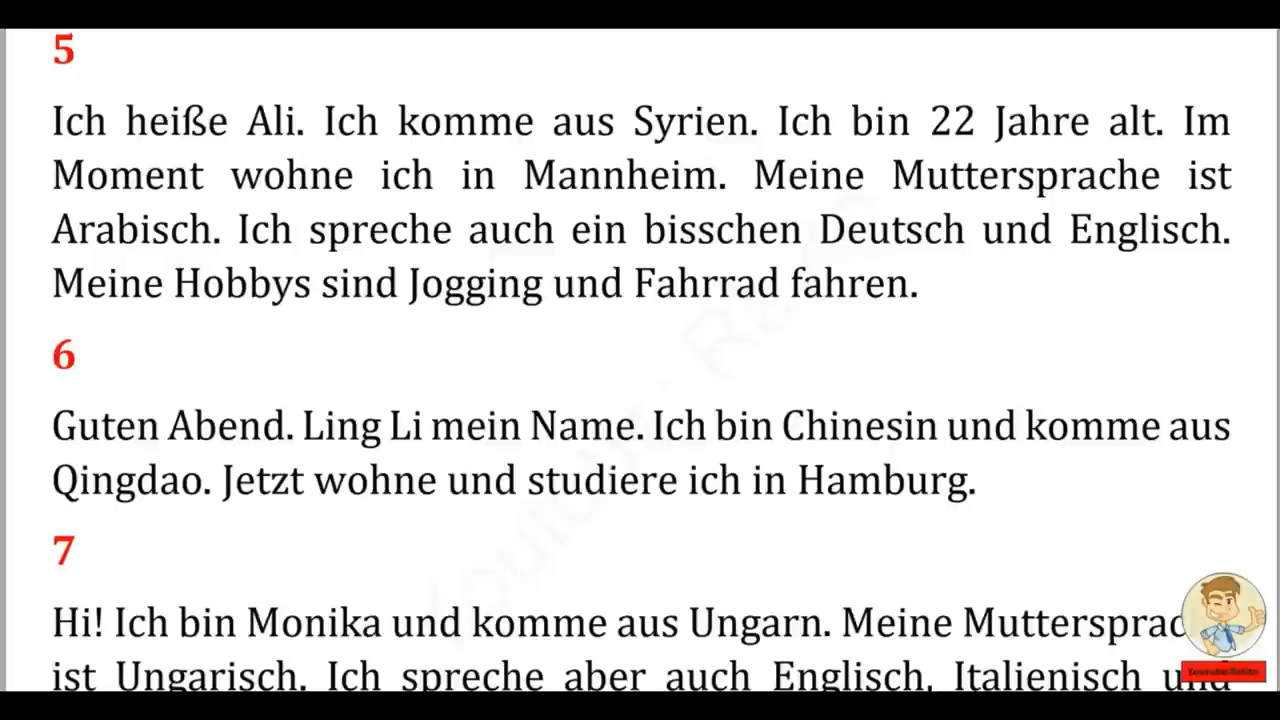 5
Ich heiße Ali. Ich komme aus Syrien. Ich bin 22 Jahre alt. Im
Moment wohne ich in Mannheim. Meine Muttersprache ist
Arabisch. Ich spreche auch ein bisschen Deutsch und Englisch.
Meine Hobbys sind Jogging und Fahrrad fahren.
6
Guten Abend. Ling Li mein Name. Ich bin Chinesin und komme aus
Qingdao. Jetzt wohne und studiere ich in Hamburg.
7
Hi! Ich bin Monika und komme aus Ungarn. Meine Mutterspra
ist Ungarisch. Ich spreche aber auch Englisch, Italienisch und